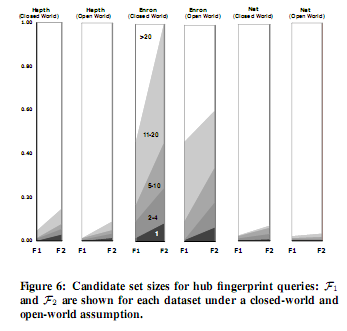 Hepth Hepth Enron Enron Net Net
(Closed World) (Open World) (Closed World) (Open World) (Closed World) (Open World)
1.00
>20
0.80
0.60
11-20
0.40
5-10
0.20
2-4
1
0.00
F1 F2 F1 F2 F1 F2 F1 F2 F1 F2 F1 F2
Figure 6: Candidate set sizes for hub fingerprint queries: F1
and F2 are shown for each dataset under a closed-world and
open-world assumption.